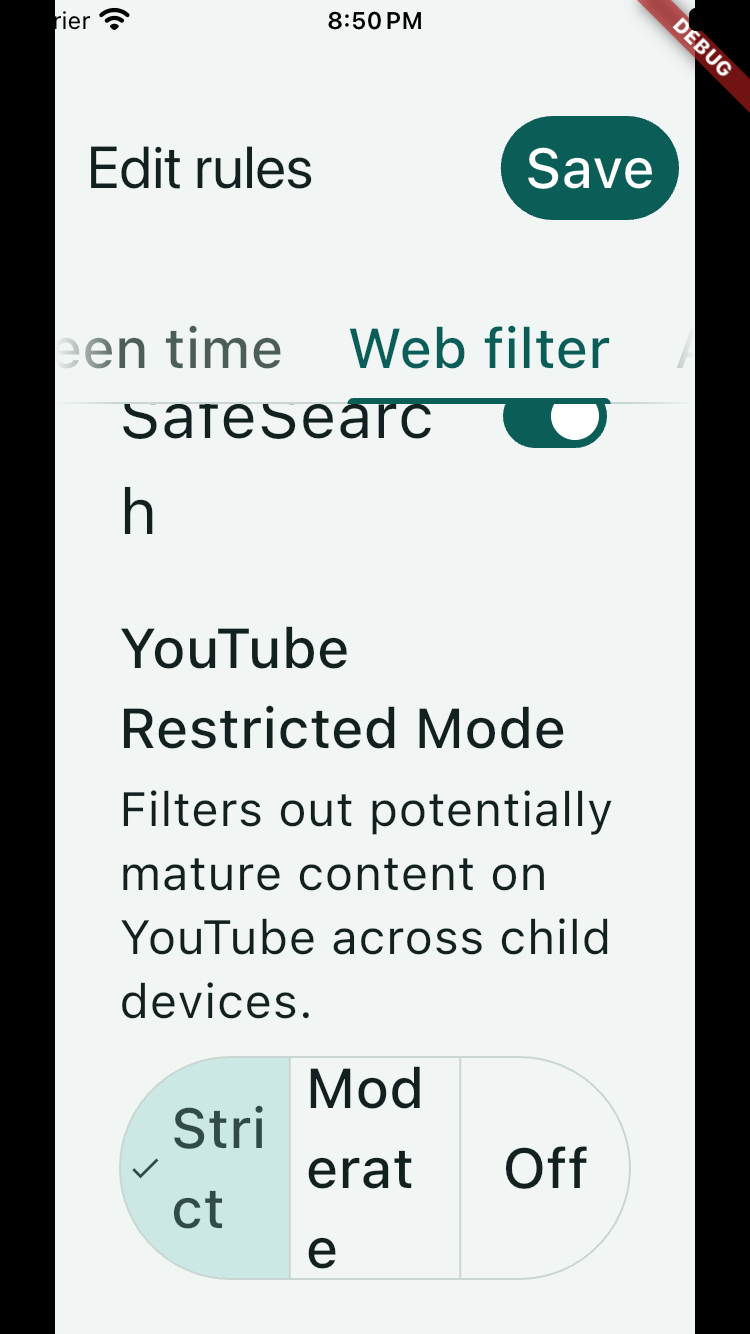 rier 8:50 PM
DEBUG
Edit rules
Save
een time
Web filter
SafeSearc
h
YouTube
Restricted Mode
Filters out potentially
mature content on
YouTube across child
devices.
Stri
ct
Mod
erat
e
Off